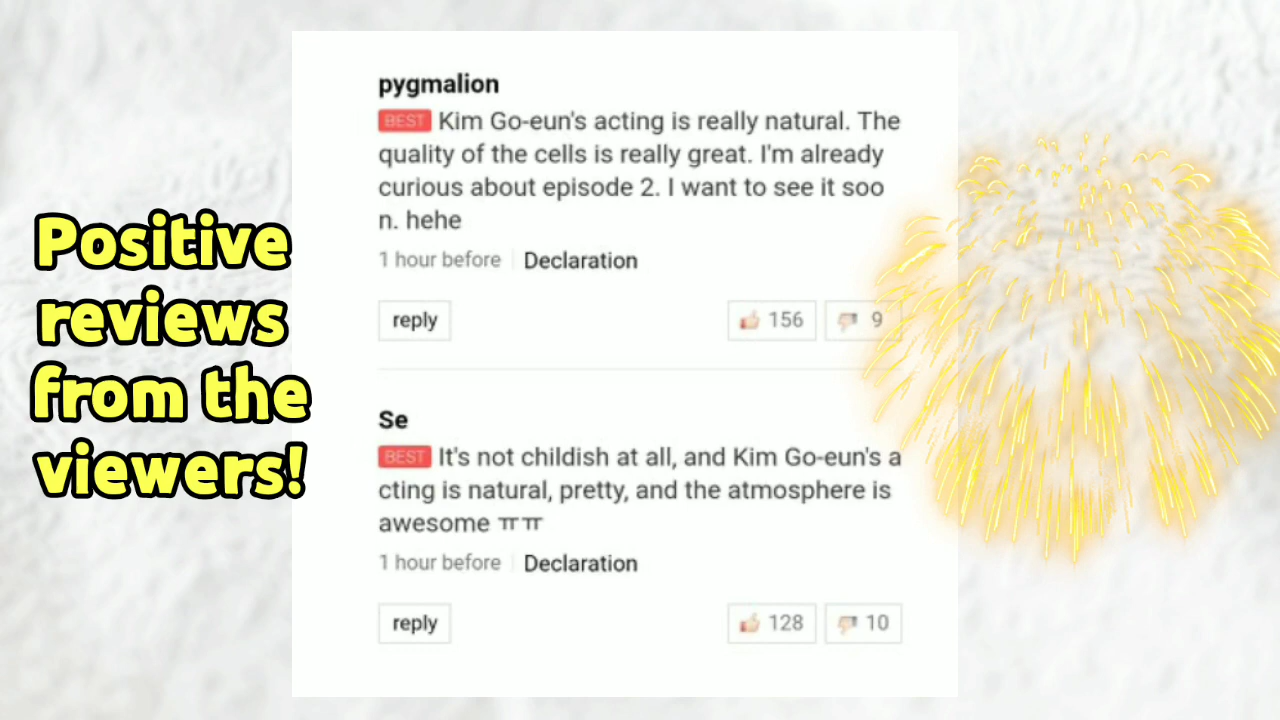 Positive
reviews
from the
viewers!
pygmalion
BEST Kim Go-eun's acting is really natural. The
quality of the cells is really great. I'm already
curious about episode 2. I want to see it soo
n. hehe
1 hour before Declaration
reply 156 9
Se
BEST It's not childish at all, and Kim Go-eun's a
cting is natural, pretty, and the atmosphere is
awesome ㅠㅠ
1 hour before Declaration
reply 128 10